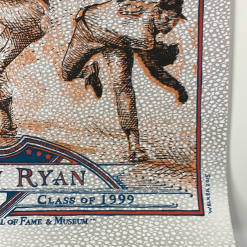 RYAN
CLASS OF 1999
OF FAME & MUSEUM